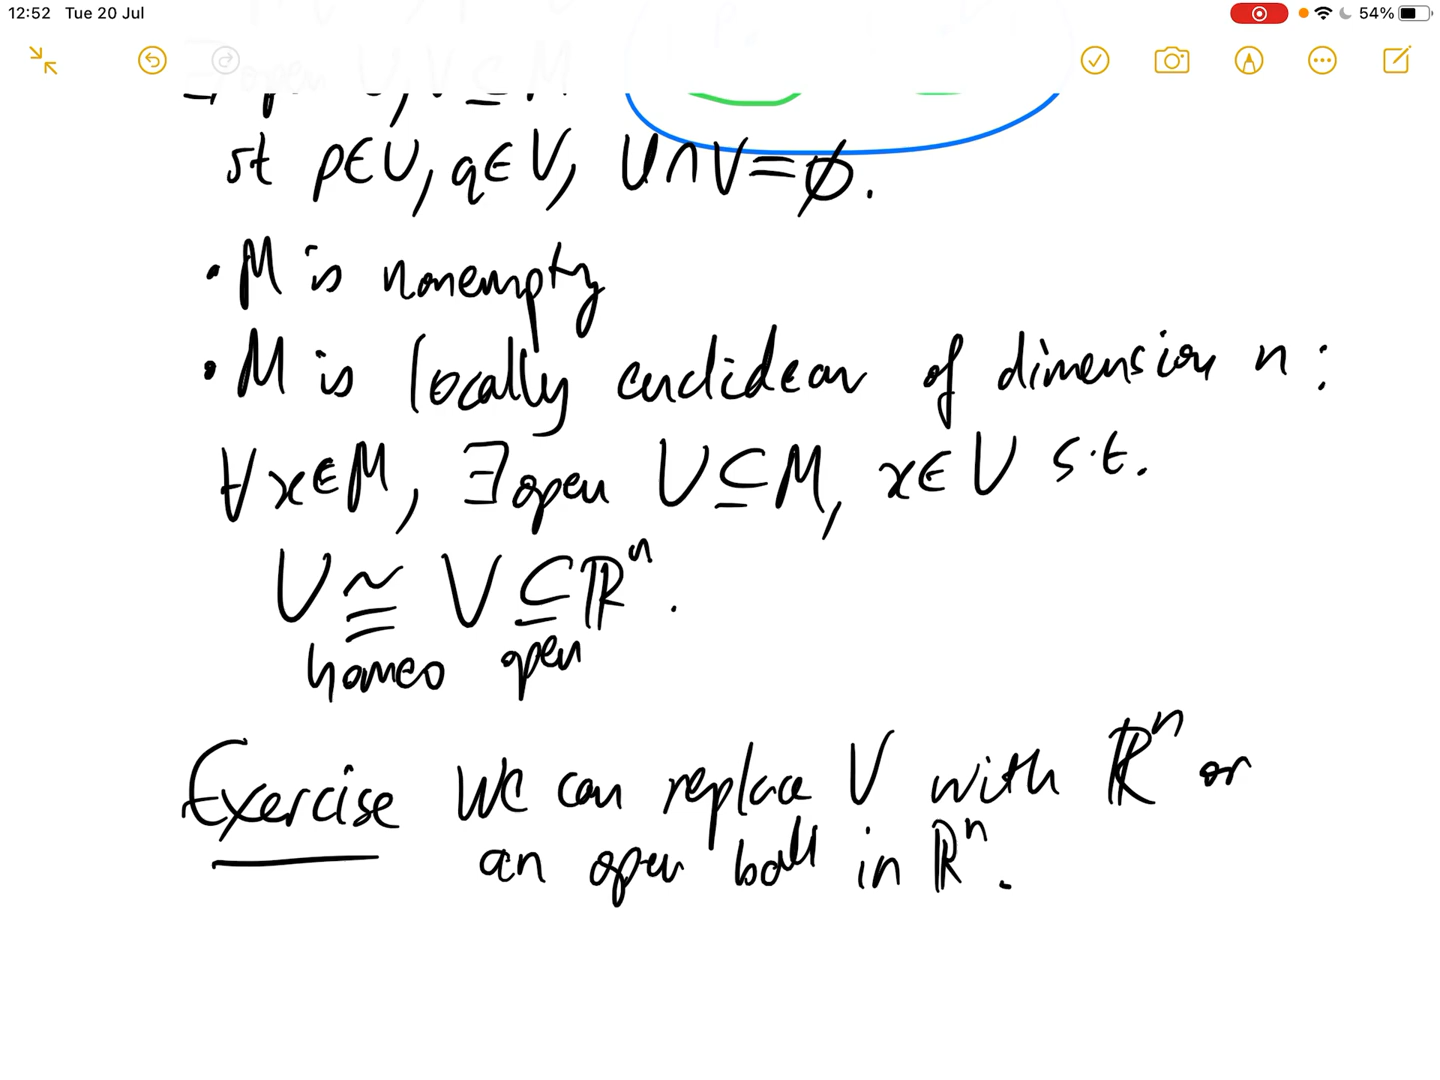 12:52 Tue 20 Jul
54%
∃ open U, V ⊆ M
st p∈U, q∈V, U∩V=∅.
• M is nonempty
• M is locally euclidean of dimension n:
∀x∈M, ∃ open U⊆M, x∈U s.t.
U ≅ V ⊆ ℝⁿ.
homeo open
Exercise We can replace V with ℝⁿ or
an open ball in ℝⁿ.